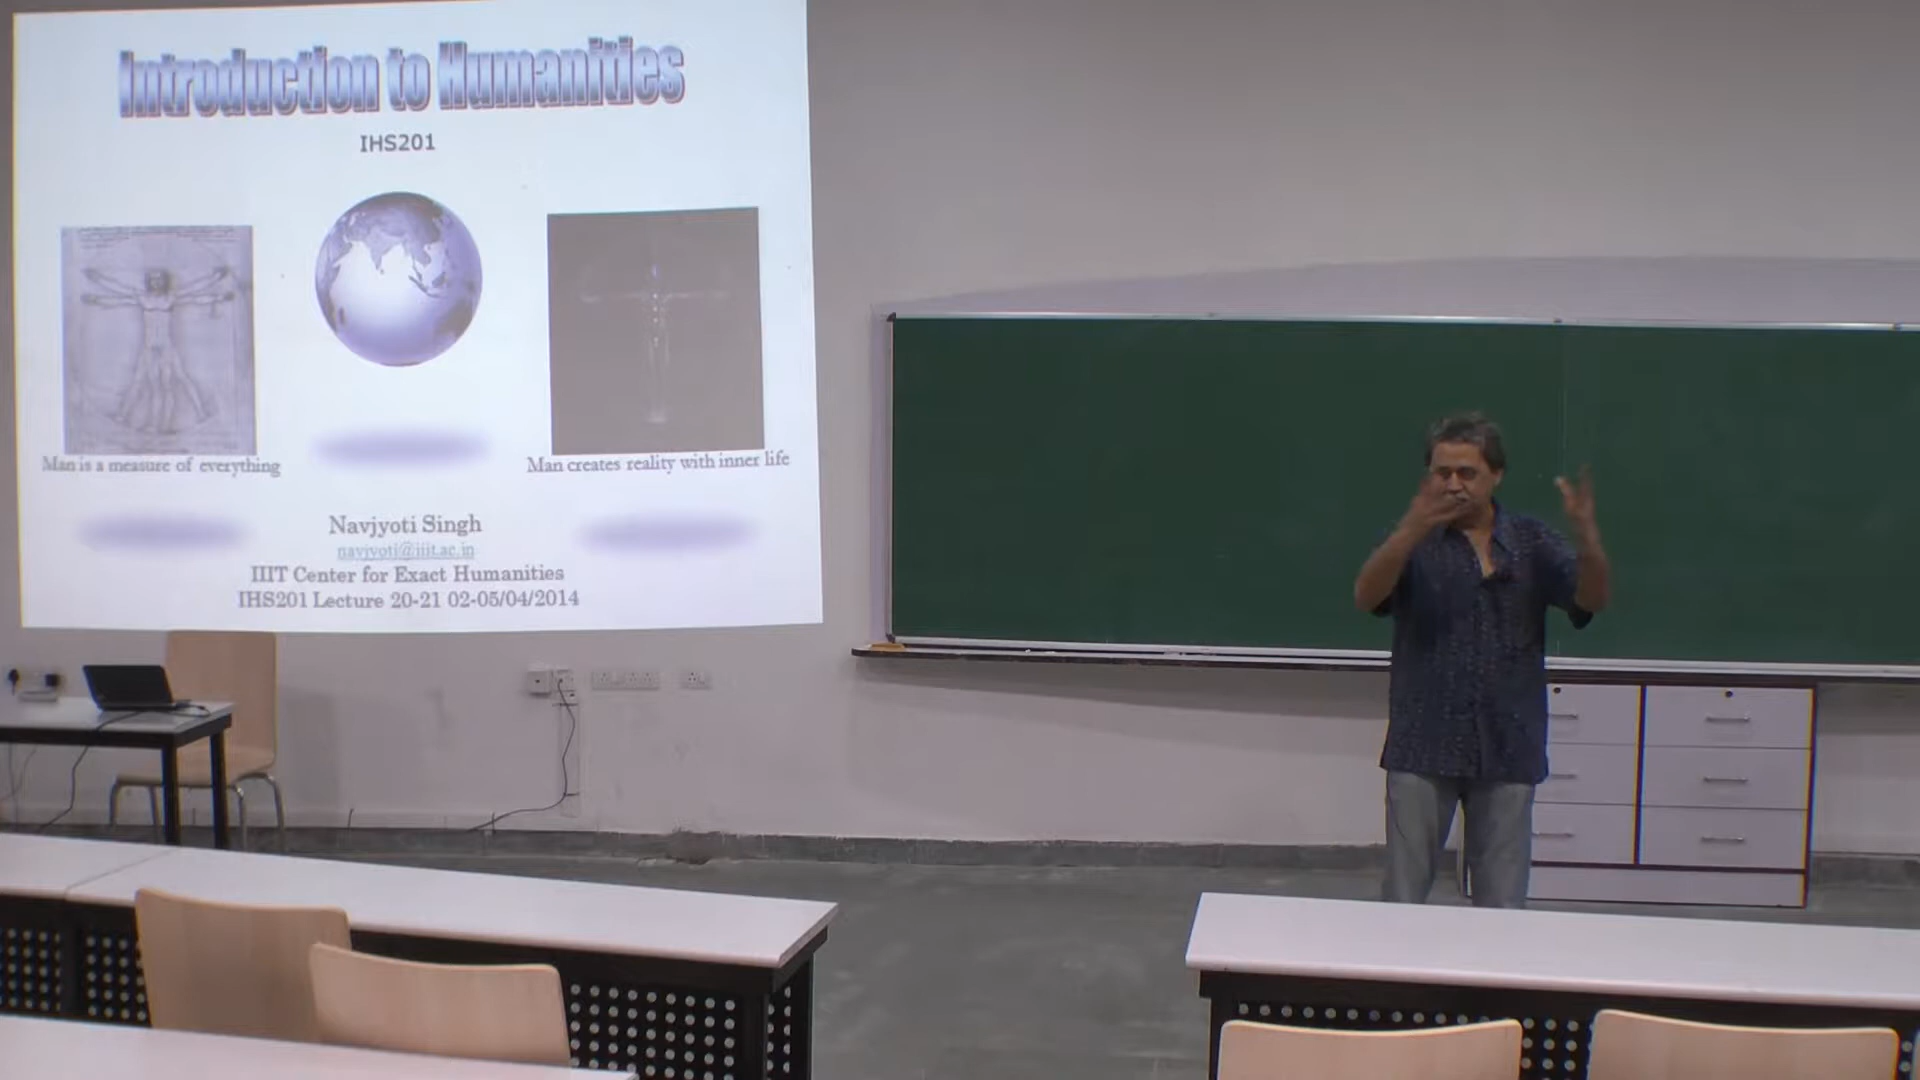 Introduction to Humanities
IHS201
Man is a measure of everything
Man creates reality with inner life
Navjyoti Singh
navjyoti@iiit.ac.in
IIIT Center for Exact Humanities
IHS201 Lecture 20-21 02-05/04/2014